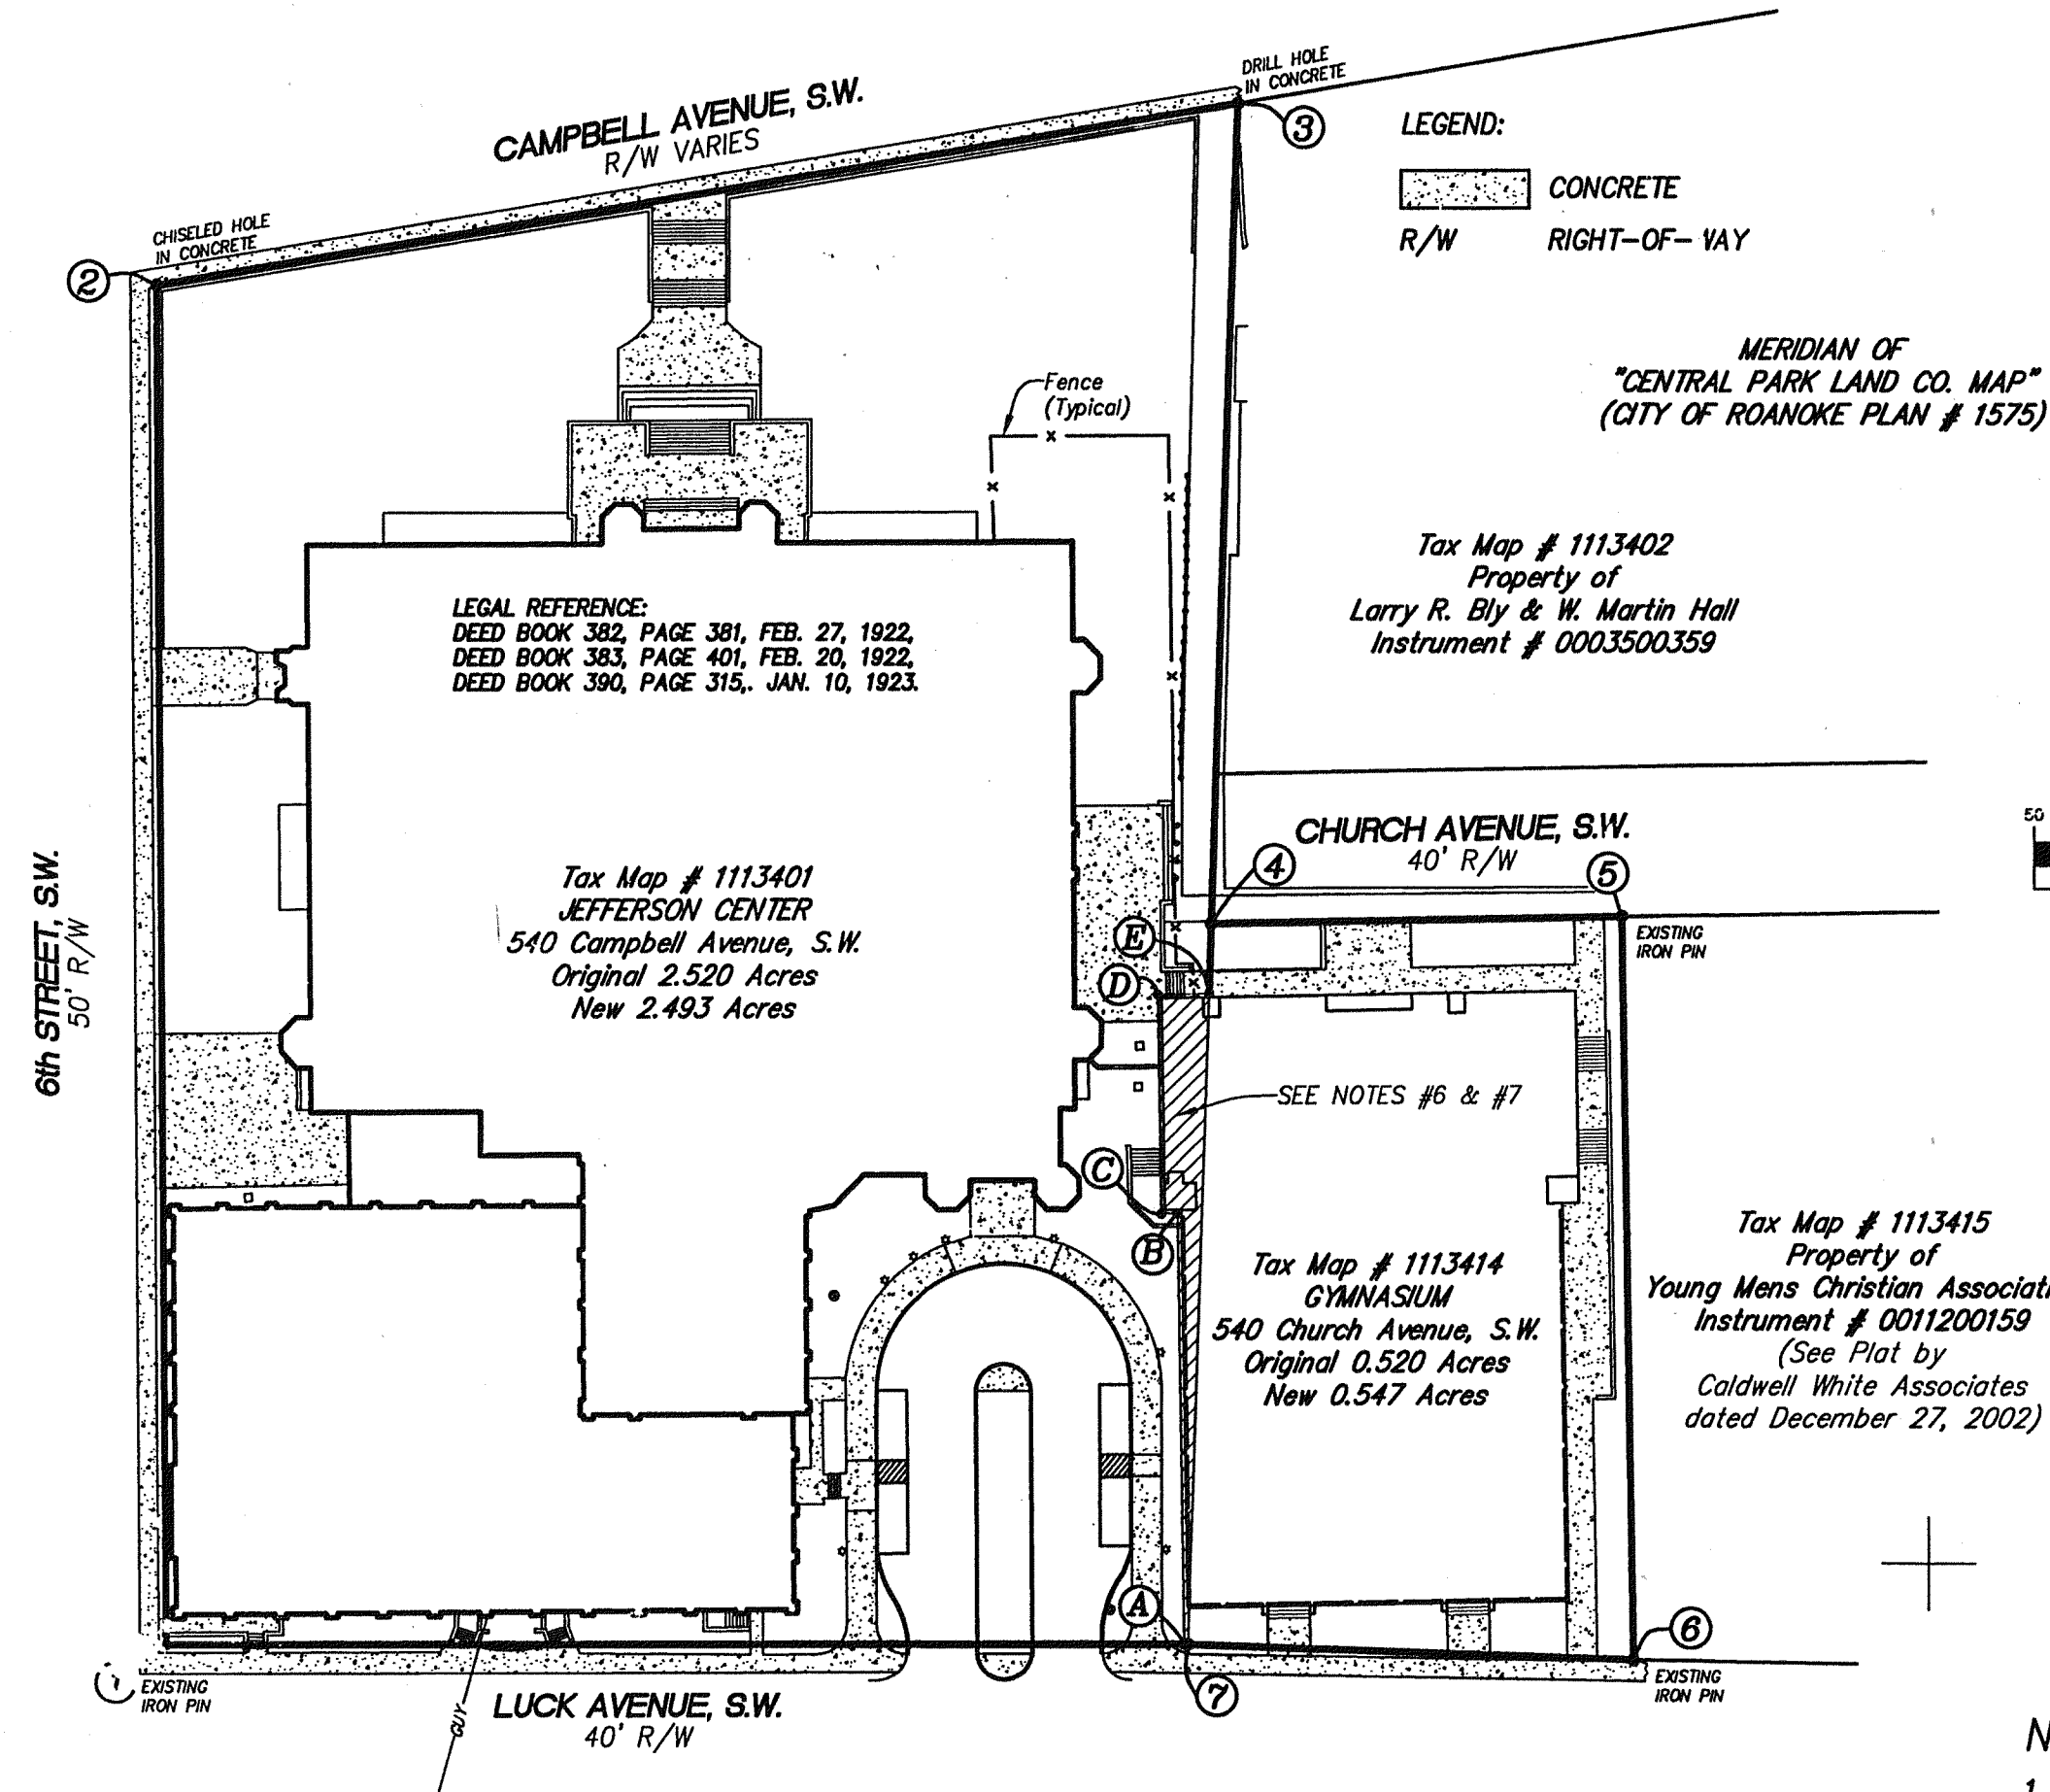 DRILL HOLE
IN CONCRETE
CAMPBELL AVENUE, S.W.
R/W VARIES
3
LEGEND:
CONCRETE
R/W RIGHT-OF-
CHISELED HOLE
IN CONCRETE
2
MERIDIAN OF
"CENTRAL PARK LAND CO. MAP"
(CITY OF ROANOKE PLAN # 1575)
Fence
(Typical)
Tax Map # 1113402
Property of
Larry R. Bly & W. Martin Hall
Instrument # 0003500359
LEGAL REFERENCE:
DEED BOOK 382, PAGE 381, FEB. 27, 1922,
DEED BOOK 383, PAGE 401, FEB. 20, 1922,
DEED BOOK 390, PAGE 315,. JAN. 10, 1923.
CHURCH AVENUE, S.W.
40' R/W
50
4
5
EXISTING
IRON PIN
6th STREET, S.W.
50' R/W
Tax Map # 1113401
JEFFERSON CENTER
540 Campbell Avenue, S.W.
Original 2.520 Acres
New 2.493 Acres
E
D
SEE NOTES #6 & #7
C
B
Tax Map # 1113414
GYMNASIUM
540 Church Avenue, S.W.
Original 0.520 Acres
New 0.547 Acres
Tax Map # 1113415
Property of
Young Mens Christian Associati
Instrument # 0011200159
(See Plat by
Caldwell White Associates
dated December 27, 2002)
A
6
EXISTING
IRON PIN
1
EXISTING
IRON PIN
GUY
LUCK AVENUE, S.W.
40' R/W
7
N
1